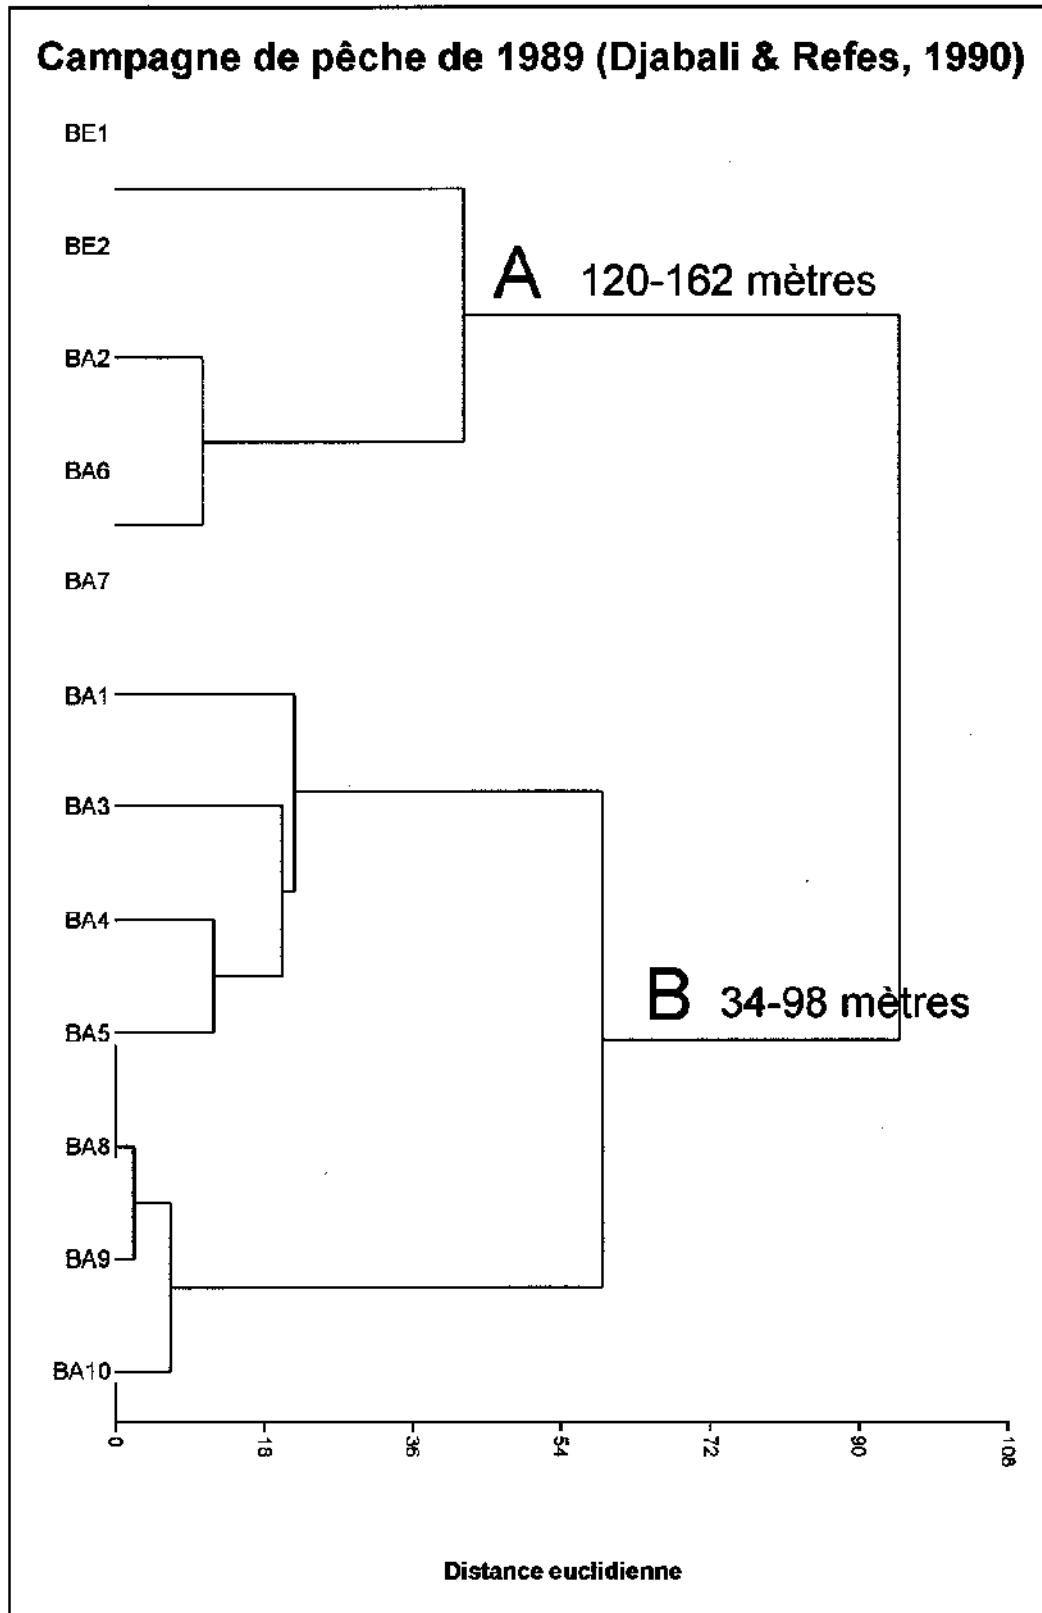 Campagne de pêche de 1989 (Djabali & Refes, 1990)
BE1
BE2
A 120-162 mètres
BA2
BA6
BA7
BA1
BA3
BA4
B 34-98 mètres
BA5
BA8
BA9
BA10
0 18 36 54 72 90 108
Distance euclidienne